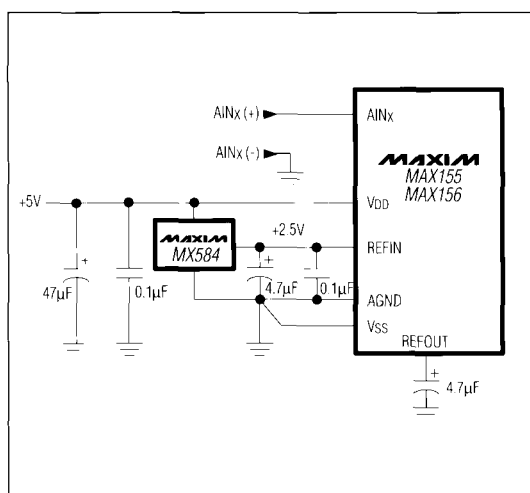 AINx (+)
AINx
AINx (-)
MAXIM
MAX155
MAX156
+5V
VDD
MAXIM
MX584
+2.5V
REFIN
47µF
+
0.1µF
+
4.7µF
0.1µF
AGND
VSS
REFOUT
+
4.7µF